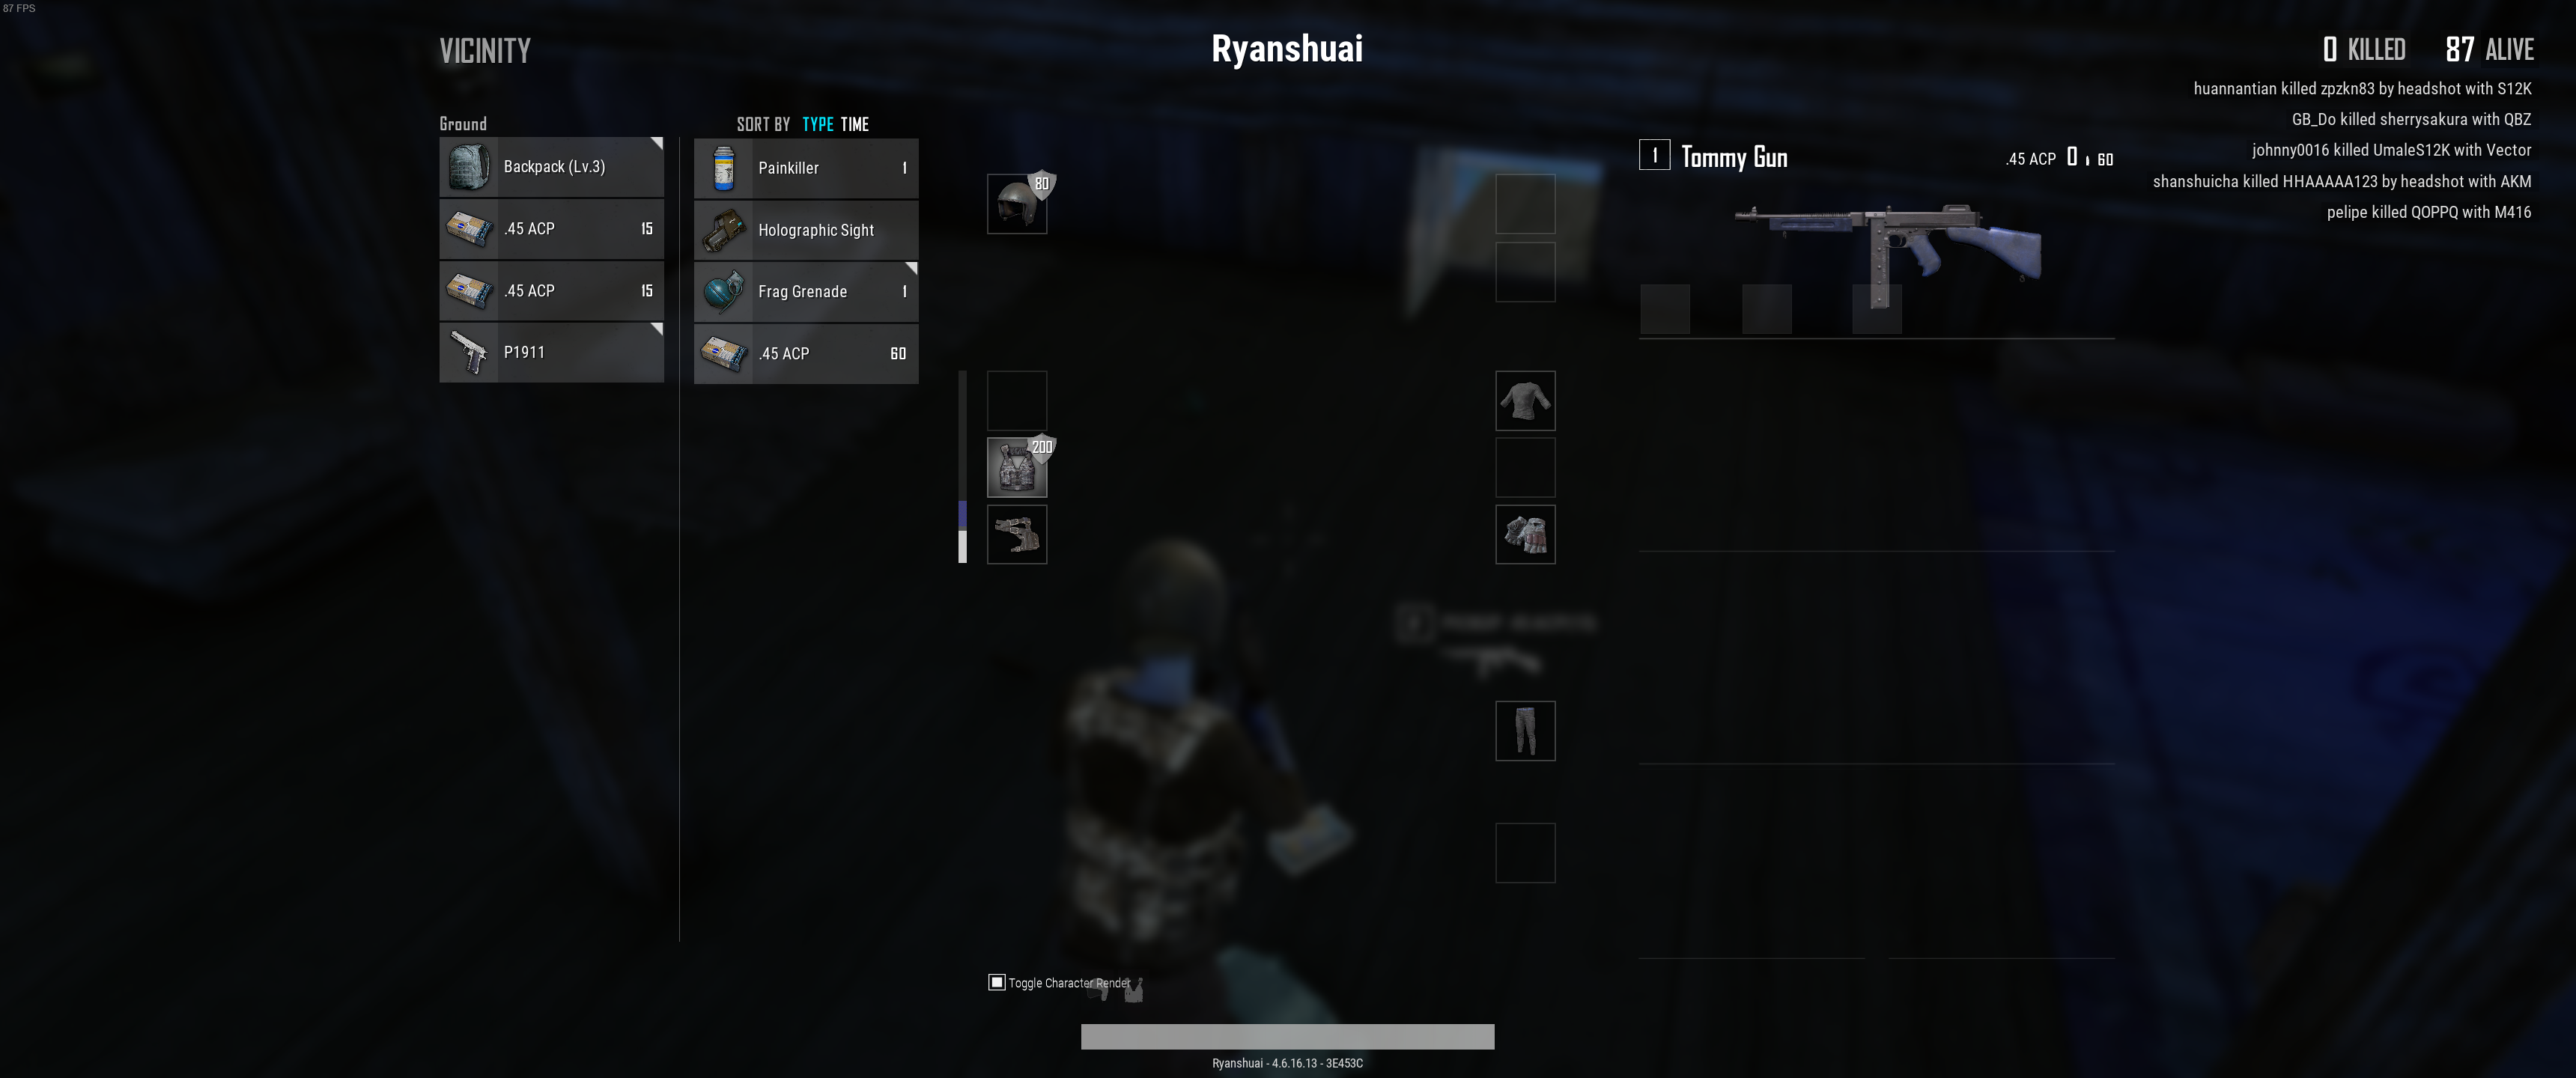 87 FPS
VICINITY
Ryanshuai
0 KILLED 87 ALIVE
huannantian killed zpzkn83 by headshot with S12K
GB_Do killed sherrysakura with QBZ
johnny0016 killed UmaleS12K with Vector
shanshuicha killed HHAAAAA123 by headshot with AKM
pelipe killed QOPPQ with M416
Ground
SORT BY TYPE TIME
Backpack (Lv.3)
.45 ACP 15
.45 ACP 15
P1911
Painkiller 1
Holographic Sight
Frag Grenade 1
.45 ACP 60
80
200
1 Tommy Gun .45 ACP 0 60
Toggle Character Render
Ryanshuai - 4.6.16.13 - 3E453C